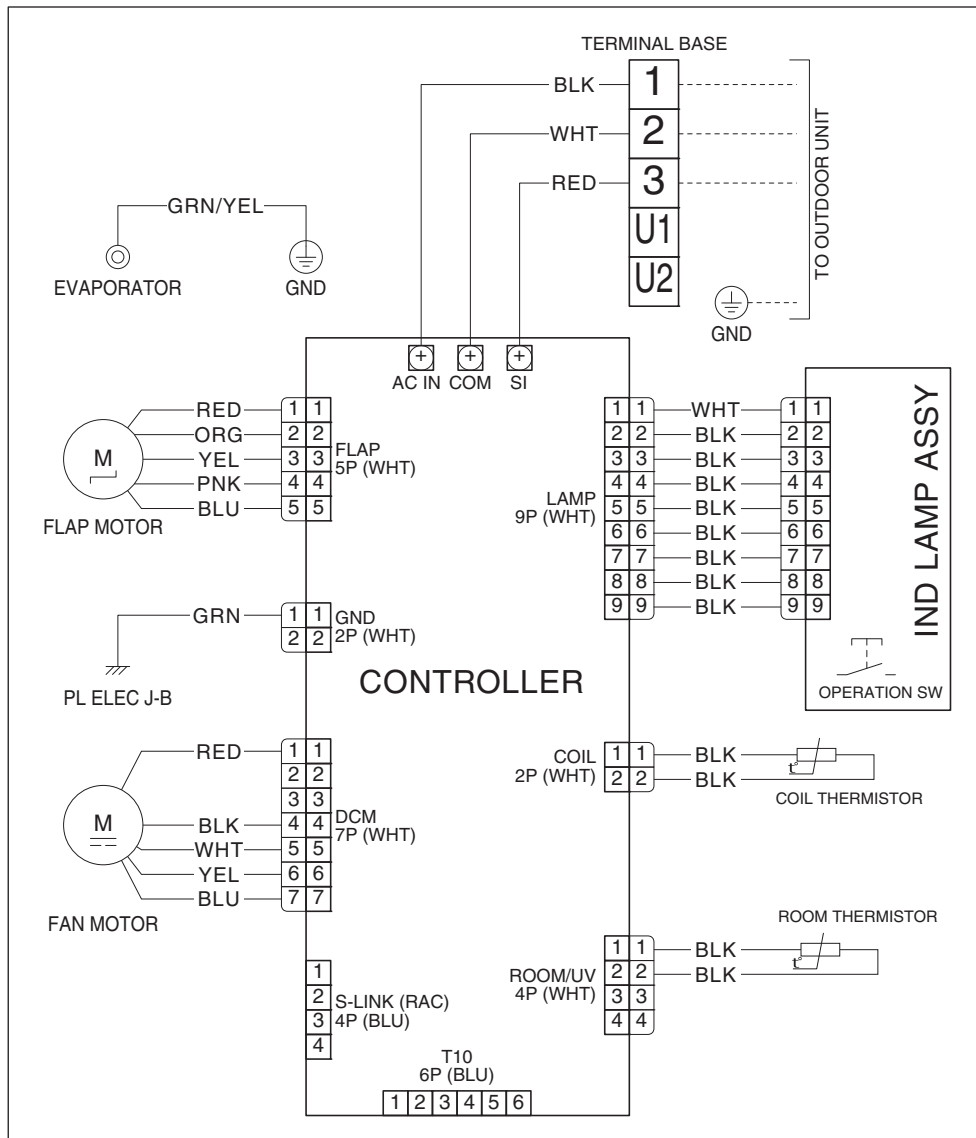 TERMINAL BASE
BLK 1
WHT 2
RED 3
U1
U2
TO OUTDOOR UNIT
GND
GRN/YEL
EVAPORATOR
GND
AC IN COM SI
RED 1 1
ORG 2 2
YEL 3 3
PNK 4 4
BLU 5 5
FLAP
5P (WHT)
M
FLAP MOTOR
1 1 WHT 1 1
2 2 BLK 2 2
3 3 BLK 3 3
4 4 BLK 4 4
5 5 BLK 5 5
6 6 BLK 6 6
7 7 BLK 7 7
8 8 BLK 8 8
9 9 BLK 9 9
LAMP
9P (WHT)
IND LAMP ASSY
OPERATION SW
GRN 1 1
2 2
GND
2P (WHT)
PL ELEC J-B
CONTROLLER
RED 1 1
2 2
3 3
BLK 4 4
WHT 5 5
YEL 6 6
BLU 7 7
DCM
7P (WHT)
M
FAN MOTOR
COIL
2P (WHT)
1 1 BLK
2 2 BLK
t°
COIL THERMISTOR
ROOM THERMISTOR
ROOM/UV
4P (WHT)
1 1 BLK
2 2 BLK
3 3
4 4
t°
1
2
3
4
S-LINK (RAC)
4P (BLU)
T10
6P (BLU)
1 2 3 4 5 6